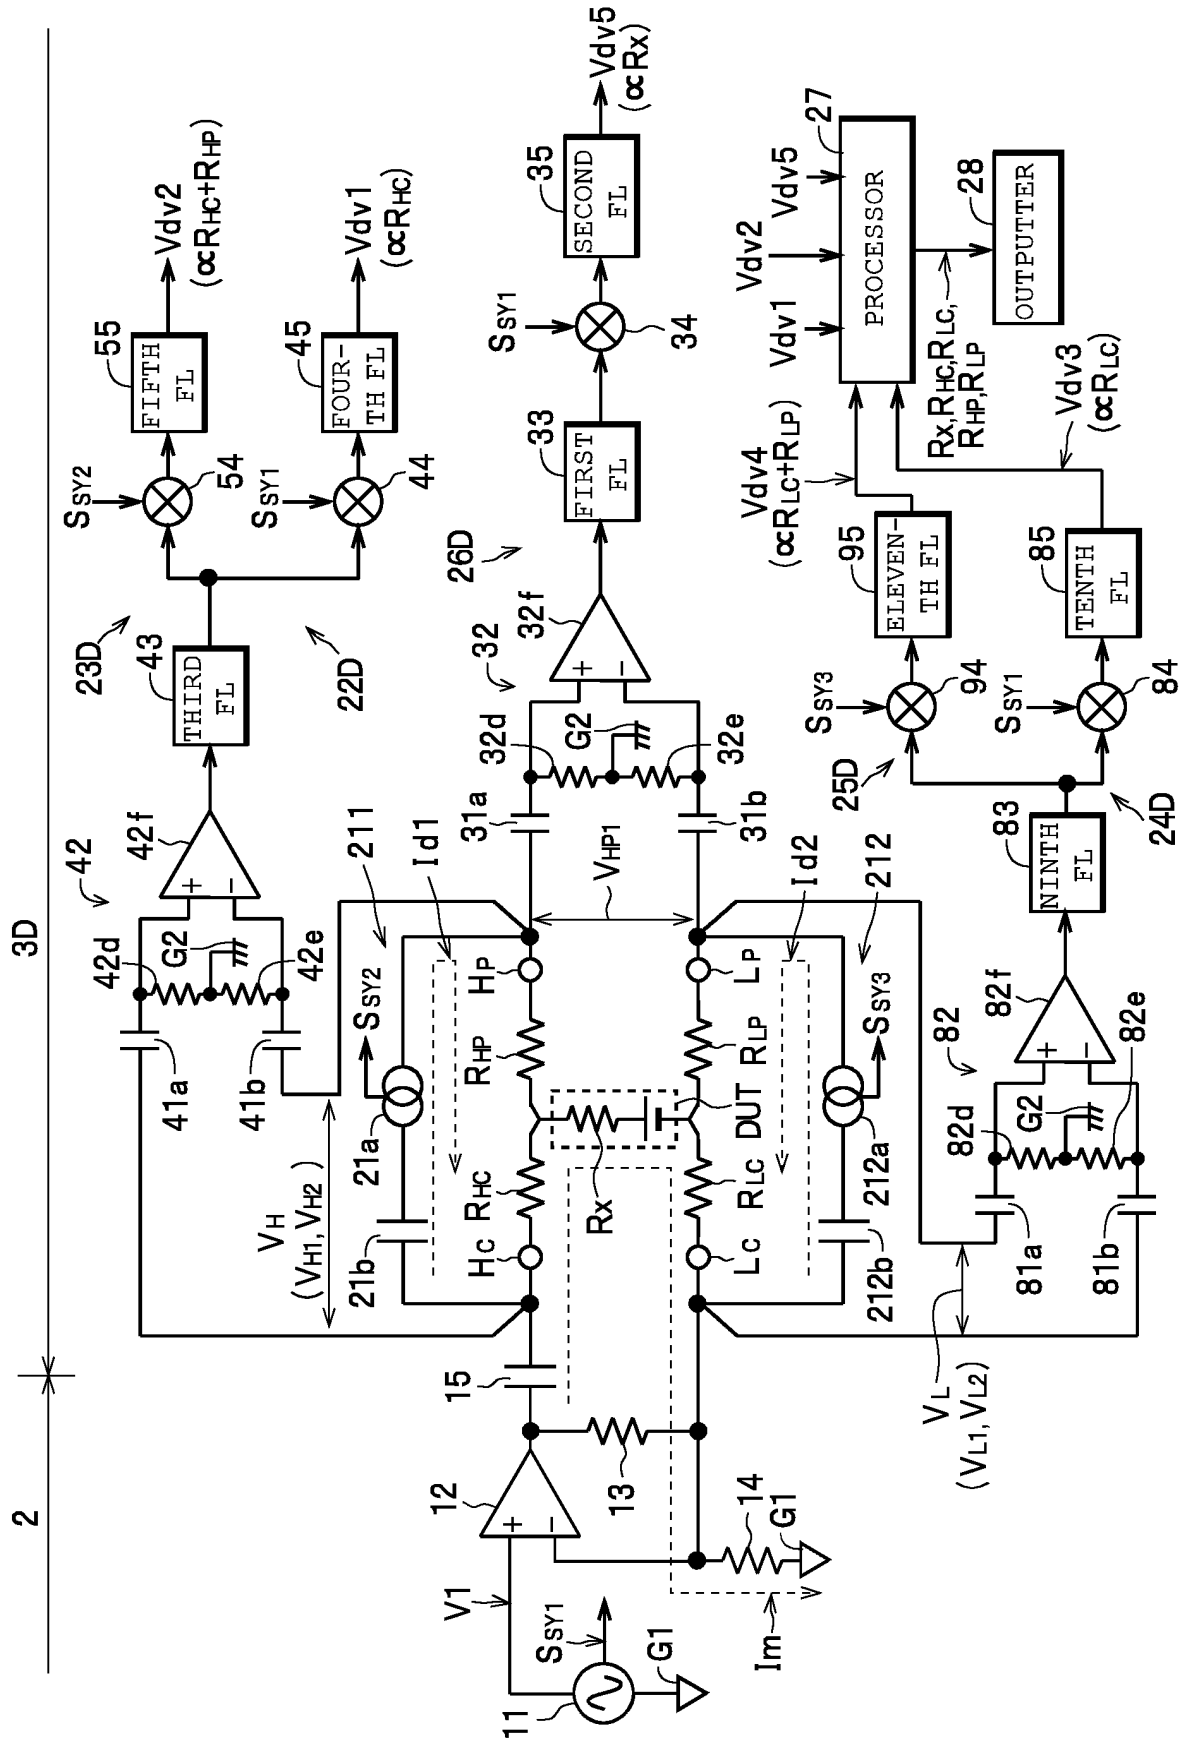 2
3D
11
V1
SSY1
G1
12
13
14
G1
Im
15
VH
(VH1, VH2)
41a
41b
42
42d
G2
42e
42f
THIRD
FL
43
23D
22D
SSY2
54
FIFTH
FL
55
Vdv2
(∝RHC+RHP)
SSY1
44
FOUR-
TH FL
45
Vdv1
(∝RHC)
211
Id1
SSY2
21a
21b
HC
RHC
RHP
HP
Rx
DUT
LC
RLC
RLP
LP
VHP1
31a
31b
32
32d
G2
32e
32f
26D
FIRST
FL
33
SSY1
34
SECOND
FL
35
Vdv5
(∝Rx)
Id2
212
SSY3
212a
212b
VL
(VL1, VL2)
81a
81b
82
82d
G2
82e
82f
NINTH
FL
83
25D
24D
SSY3
94
ELEVEN-
TH FL
95
Vdv4
(∝RLC+RLP)
SSY1
84
TENTH
FL
85
Vdv3
(∝RLC)
Vdv1
Vdv2
Vdv5
PROCESSOR
27
Rx,RHC,RLC,
RHP,RLP
OUTPUTTER
28